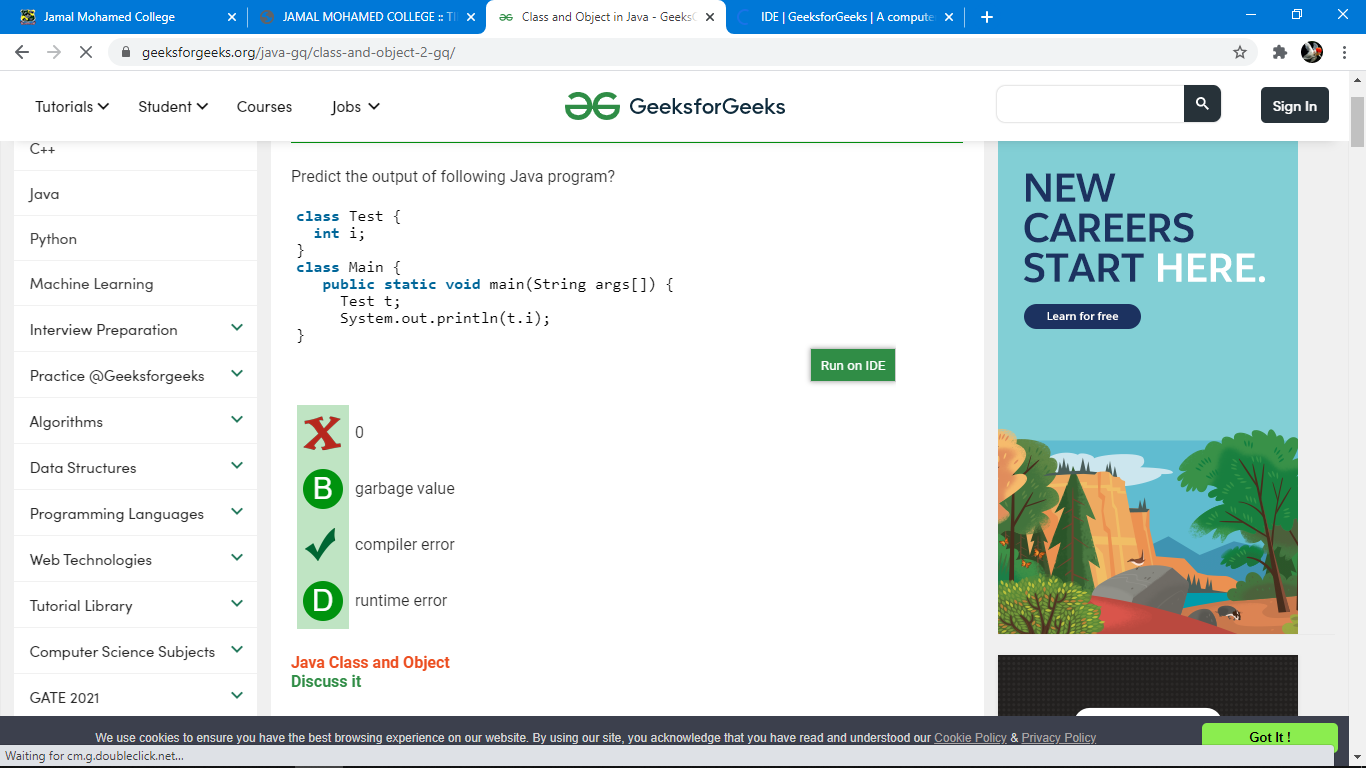 Jamal Mohamed College
JAMAL MOHAMED COLLEGE :: TI
Class and Object in Java - Geeks
IDE | GeeksforGeeks | A compute
geeksforgeeks.org/java-gq/class-and-object-2-gq/
Tutorials
Student
Courses
Jobs
GeeksforGeeks
Sign In
C++
Java
Python
Machine Learning
Interview Preparation
Practice @Geeksforgeeks
Algorithms
Data Structures
Programming Languages
Web Technologies
Tutorial Library
Computer Science Subjects
GATE 2021
Predict the output of following Java program?
class Test {
int i;
}
class Main {
public static void main(String args[]) {
Test t;
System.out.println(t.i);
}
Run on IDE
0
B garbage value
compiler error
D runtime error
Java Class and Object
Discuss it
NEW
CAREERS
START HERE.
Learn for free
We use cookies to ensure you have the best browsing experience on our website. By using our site, you acknowledge that you have read and understood our Cookie Policy & Privacy Policy
Got It !
Waiting for cm.g.doubleclick.net...